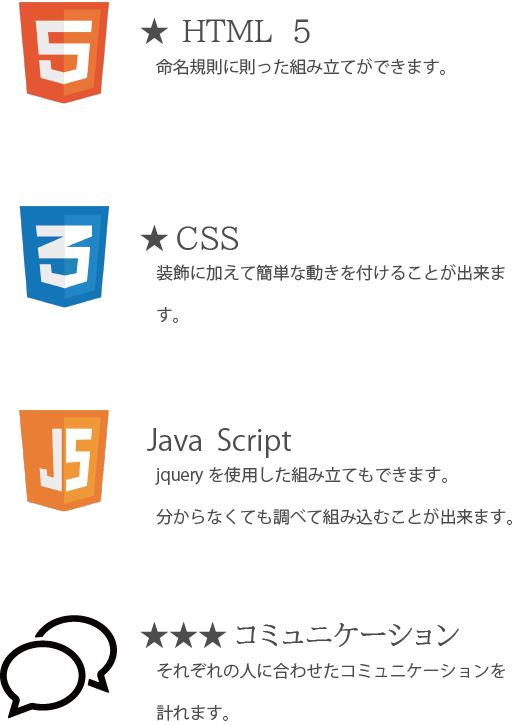 5
★ HTML 5
命名規則に則った組み立てができます。
3
★ CSS
装飾に加えて簡単な動きを付けることが出来ま
す。
JS
Java Script
jquery を使用した組み立てもできます。
分からなくても調べて組み込むことが出来ます。
★★★ コミュニケーション
それぞれの人に合わせたコミュニケーションを
計れます。